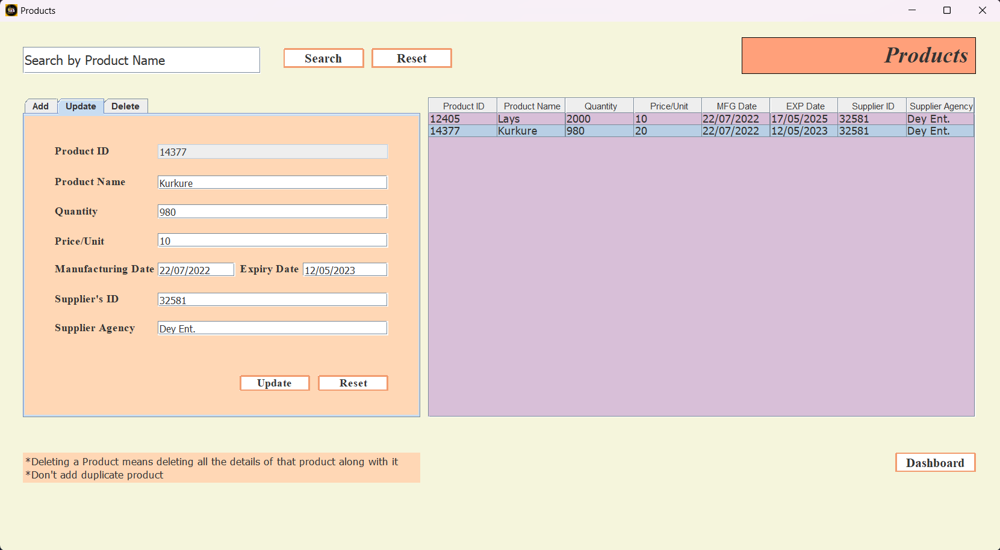 Products
Search by Product Name
Search
Reset
Products
Add
Update
Delete
Product ID
14377
Product Name
Kurkure
Quantity
980
Price/Unit
10
Manufacturing Date
22/07/2022
Expiry Date
12/05/2023
Supplier's ID
32581
Supplier Agency
Dey Ent.
Update
Reset
Product ID Product Name Quantity Price/Unit MFG Date EXP Date Supplier ID Supplier Agency
12405 Lays 2000 10 22/07/2022 17/05/2025 32581 Dey Ent.
14377 Kurkure 980 20 22/07/2022 12/05/2023 32581 Dey Ent.
*Deleting a Product means deleting all the details of that product along with it
*Don't add duplicate product
Dashboard